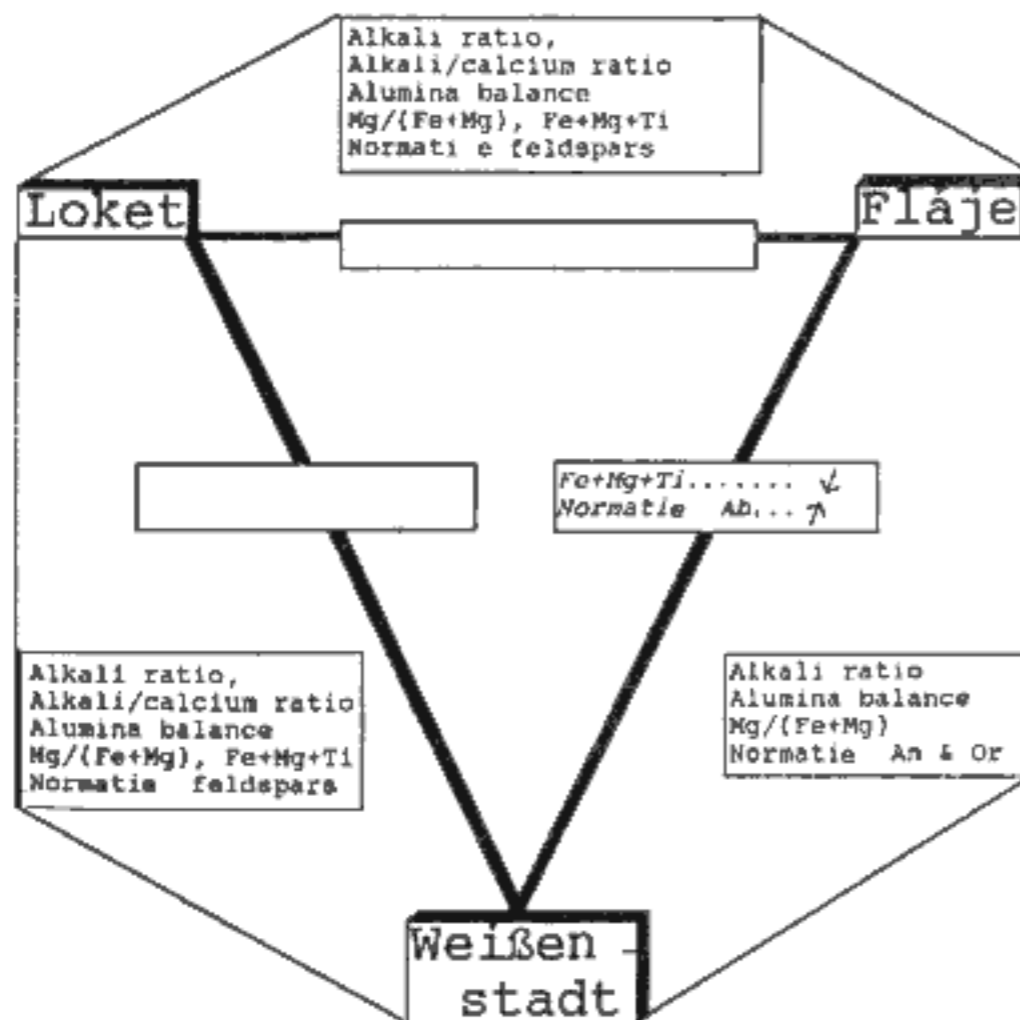 Alkali ratio,
Alkali/calcium ratio
Alumina balance
Mg/(Fe+Mg), Fe+Mg+Ti
Normati e feldspars
Loket
Fláje
Fe+Mg+Ti....... ↓
Normatie Ab... ↑
Alkali ratio,
Alkali/calcium ratio
Alumina balance
Mg/(Fe+Mg), Fe+Mg+Ti
Normatie feldspars
Alkali ratio
Alumina balance
Mg/(Fe+Mg)
Normatie An & Or
Weißen -
stadt